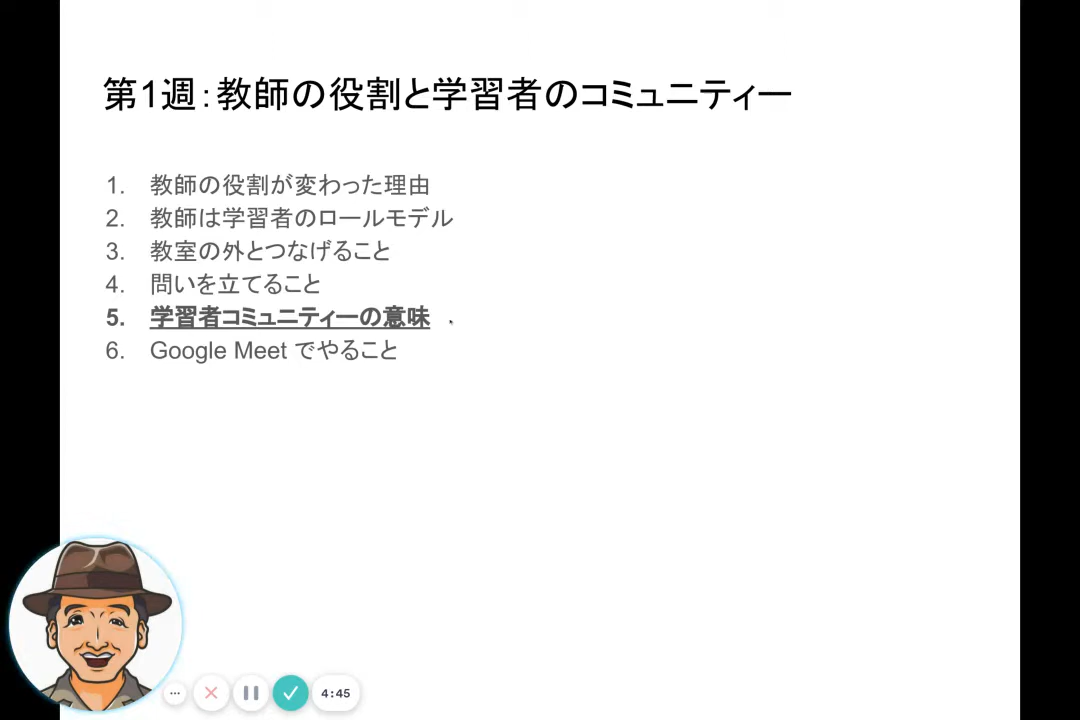 第1週：教師の役割と学習者のコミュニティー
1. 教師の役割が変わった理由
2. 教師は学習者のロールモデル
3. 教室の外とつなげること
4. 問いを立てること
5. 学習者コミュニティーの意味
6. Google Meet でやること
4:45